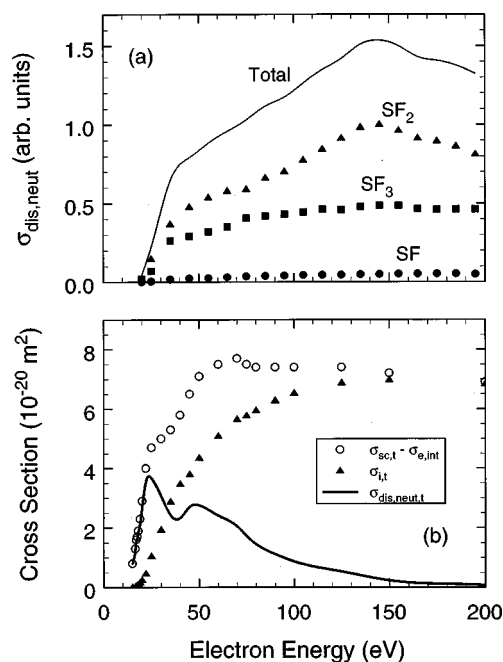 σdis,neut (arb. units)
1.5
1.0
0.5
0.0
(a)
Total
SF2
SF3
SF
Cross Section (10-20 m2)
8
6
4
2
0
σsc,t - σe,int
σi,t
σdis,neut,t
(b)
0 50 100 150 200
Electron Energy (eV)